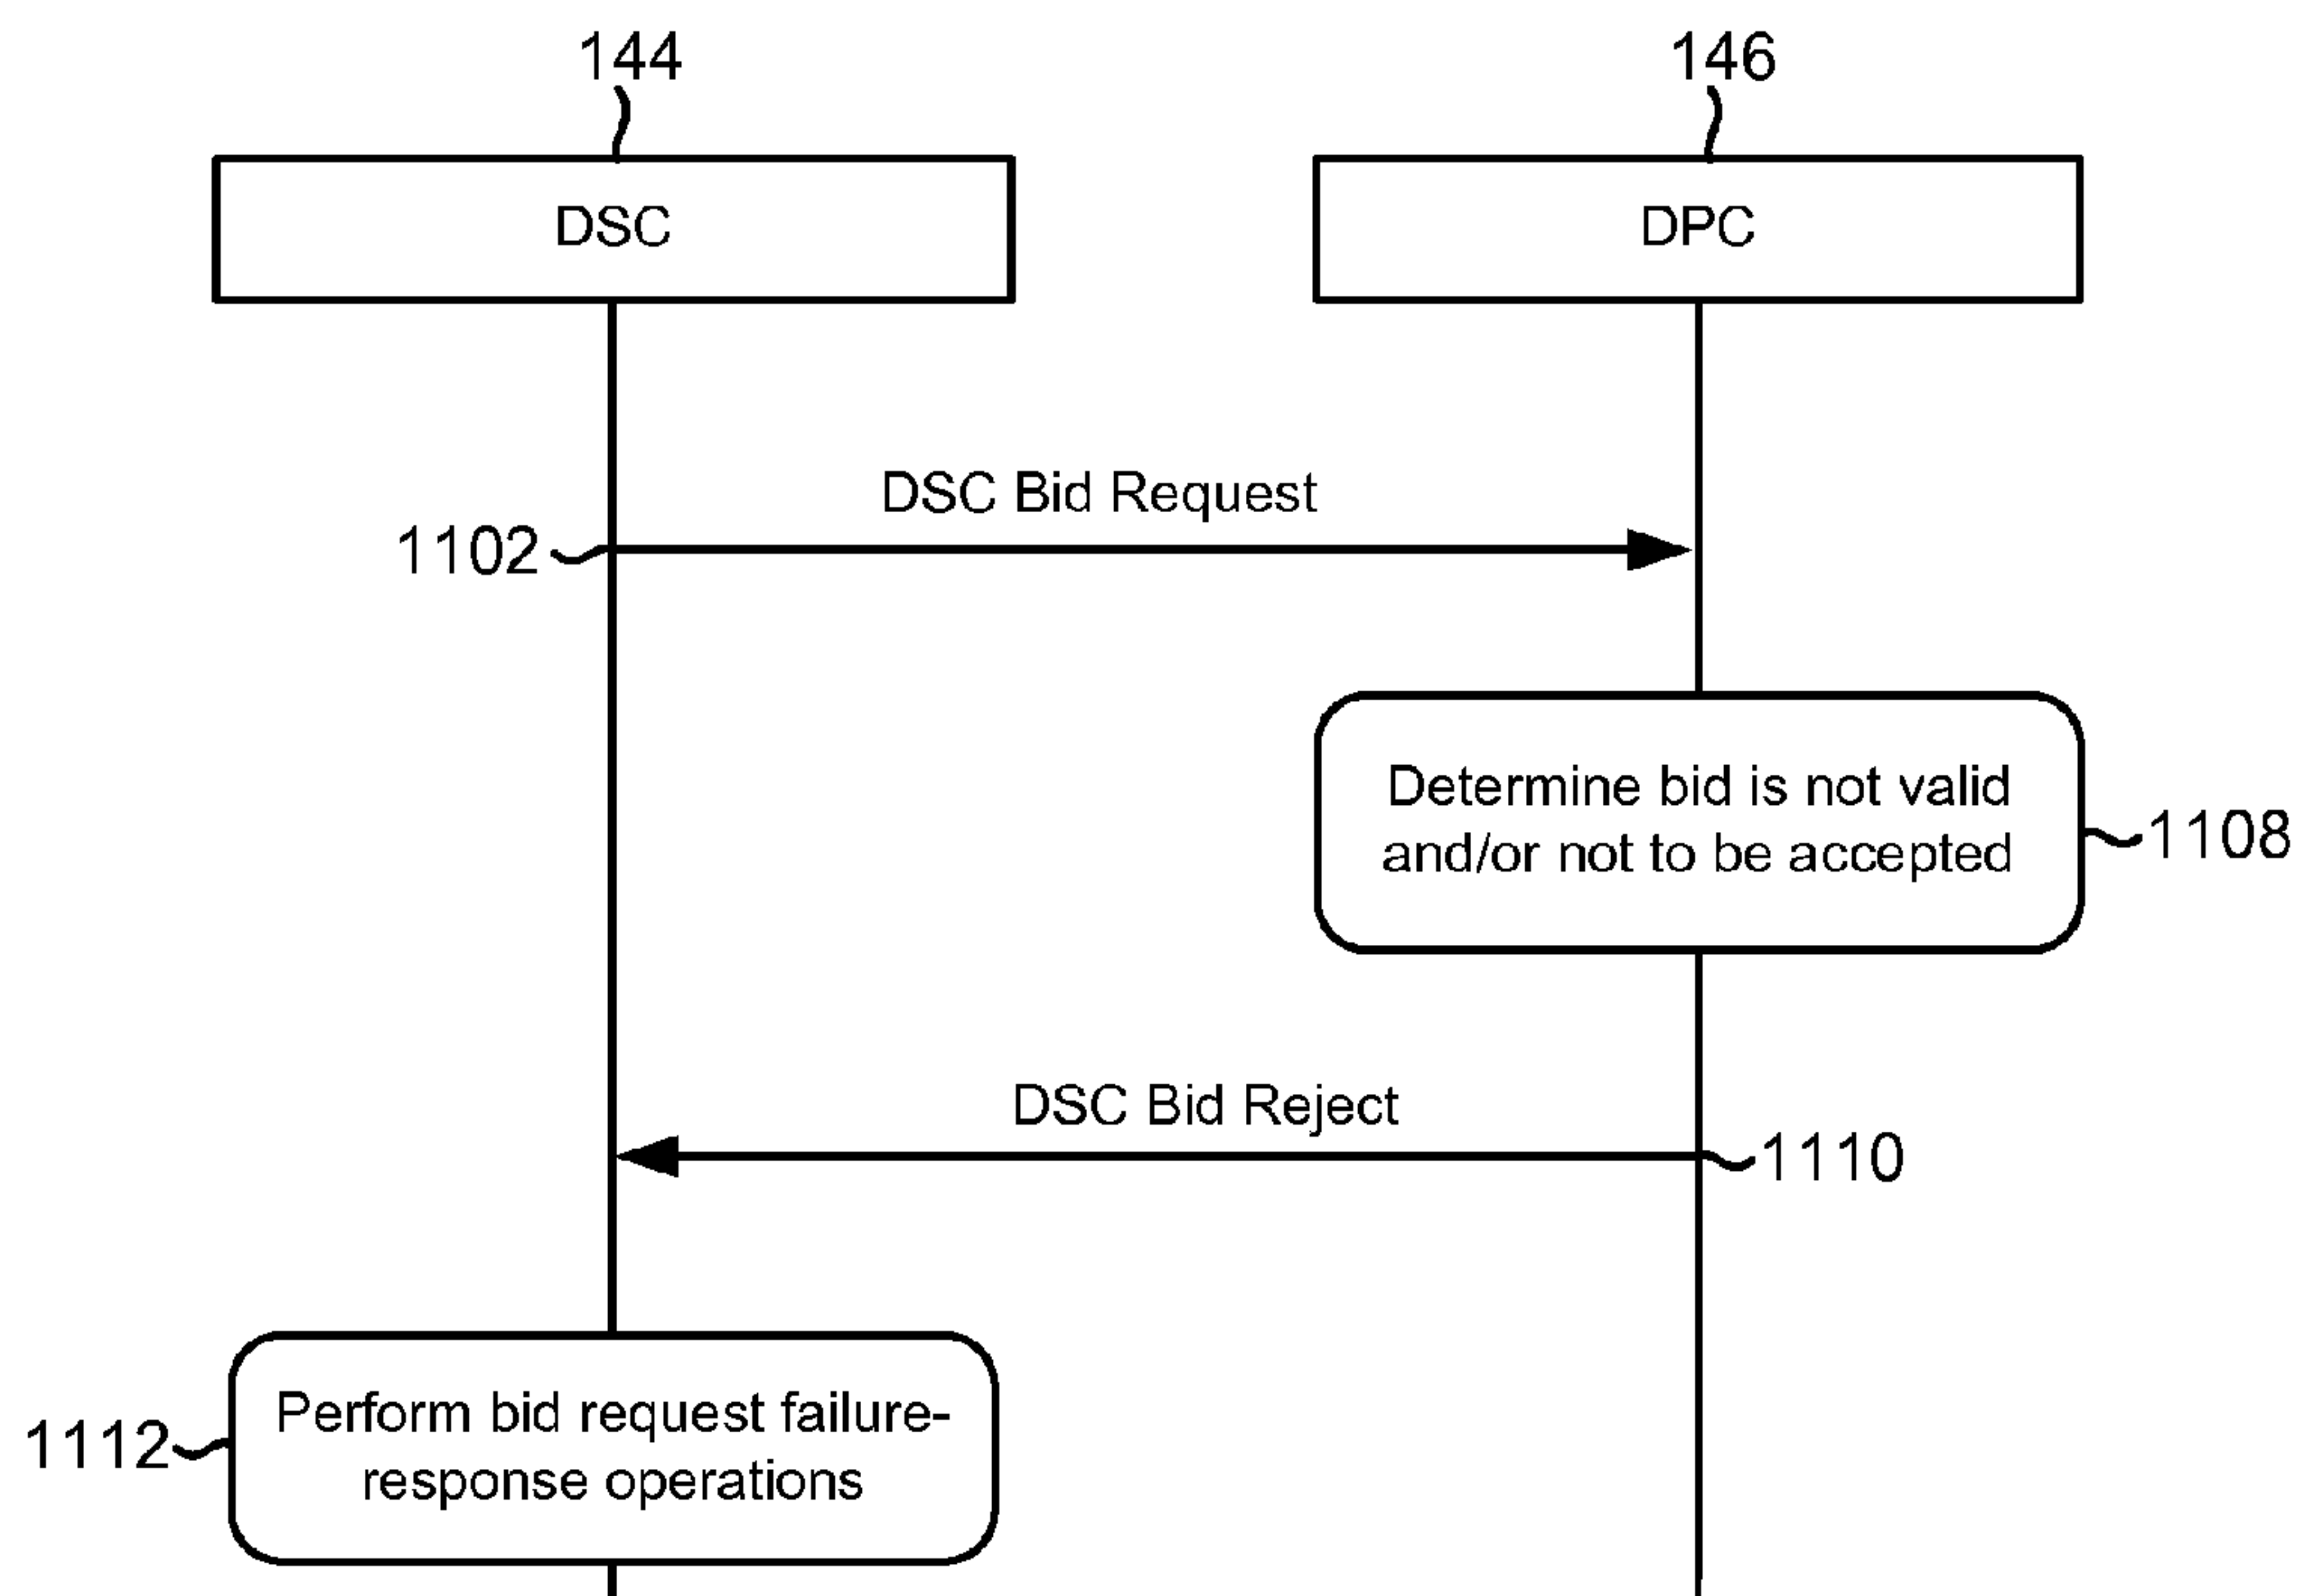 144
146
DSC
DPC
DSC Bid Request
1102
Determine bid is not valid
and/or not to be accepted
1108
DSC Bid Reject
1110
Perform bid request failure-
response operations
1112